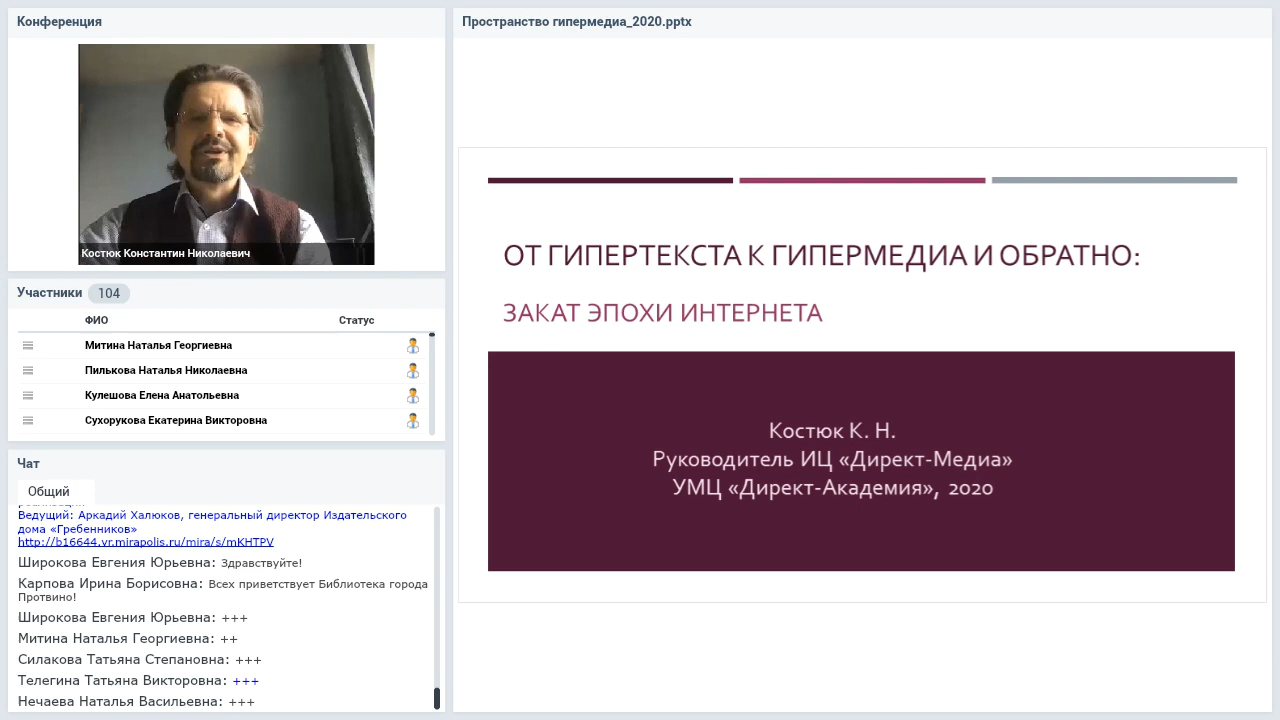 Конференция
Костюк Константин Николаевич
Участники 104
ФИО Статус
Митина Наталья Георгиевна
Пилькова Наталья Николаевна
Кулешова Елена Анатольевна
Сухорукова Екатерина Викторовна
Чат
Общий
Ведущий: Аркадий Халюков, генеральный директор Издательского
дома «Гребенников»
http://b16644.vr.mirapolis.ru/mira/s/mKHTPV
Широкова Евгения Юрьевна: Здравствуйте!
Карпова Ирина Борисовна: Всех приветствует Библиотека города
Протвино!
Широкова Евгения Юрьевна: +++
Митина Наталья Георгиевна: ++
Силакова Татьяна Степановна: +++
Телегина Татьяна Викторовна: +++
Нечаева Наталья Васильевна: +++
Пространство гипермедиа_2020.pptx
ОТ ГИПЕРТЕКСТА К ГИПЕРМЕДИА И ОБРАТНО:
ЗАКАТ ЭПОХИ ИНТЕРНЕТА
Костюк К. Н.
Руководитель ИЦ «Директ-Медиа»
УМЦ «Директ-Академия», 2020